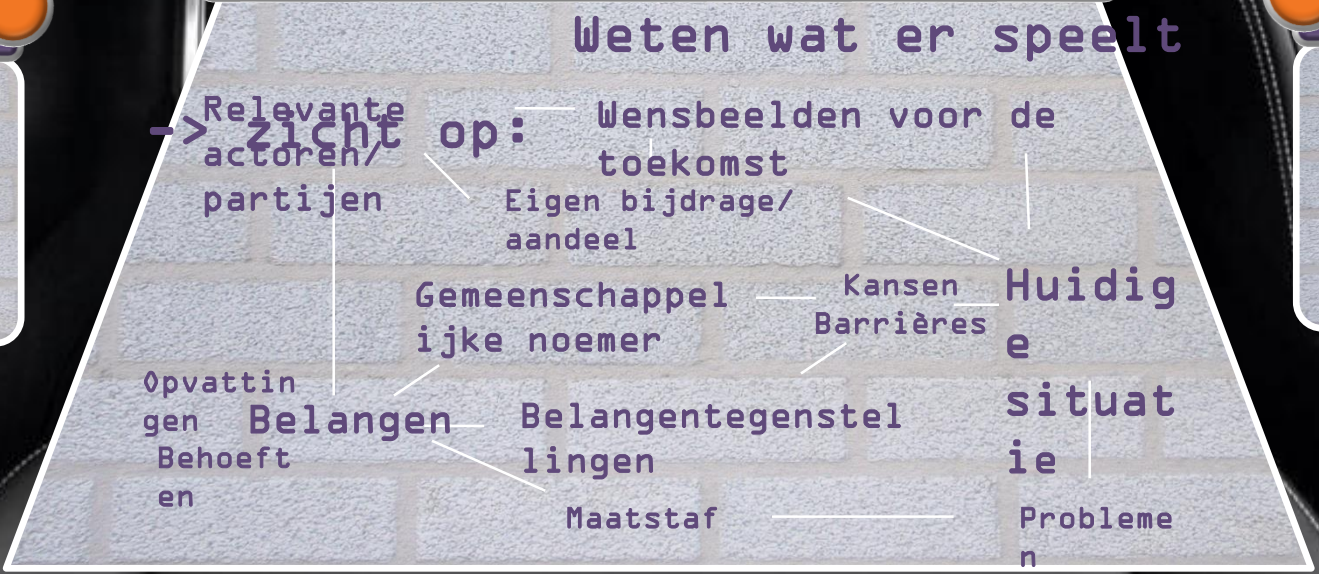 Weten wat er speelt
-> zicht op:
Relevante
actoren/
partijen
Wensbeelden voor de
toekomst
Eigen bijdrage/
aandeel
Gemeenschappel
ijke noemer
Kansen
Barrières
Huidig
e
situat
ie
Opvattin
gen
Behoeft
en
Belangen
Belangentegenstel
lingen
Maatstaf
Probleme
n